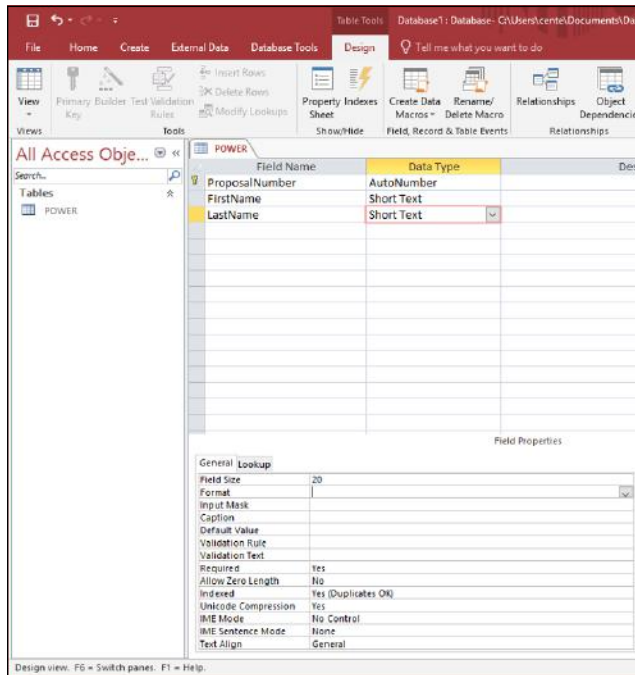 Table Tools Database1 : Database- C:\Users\cente\Documents\Da
File Home Create External Data Database Tools Design Tell me what you want to do
View Primary Key Builder Test Validation Rules Insert Rows Delete Rows Modify Lookups Property Sheet Indexes Create Data Macros Rename/ Delete Macro Relationships Object Dependencie
Views Tools Show/Hide Field, Record & Table Events Relationships
All Access Obje... «
Search...
Tables
POWER
POWER
Field Name Data Type Des
ProposalNumber AutoNumber
FirstName Short Text
LastName Short Text
Field Properties
General Lookup
Field Size 20
Format
Input Mask
Caption
Default Value
Validation Rule
Validation Text
Required Yes
Allow Zero Length No
Indexed Yes (Duplicates OK)
Unicode Compression Yes
IME Mode No Control
IME Sentence Mode None
Text Align General
Design view. F6 = Switch panes. F1 = Help.